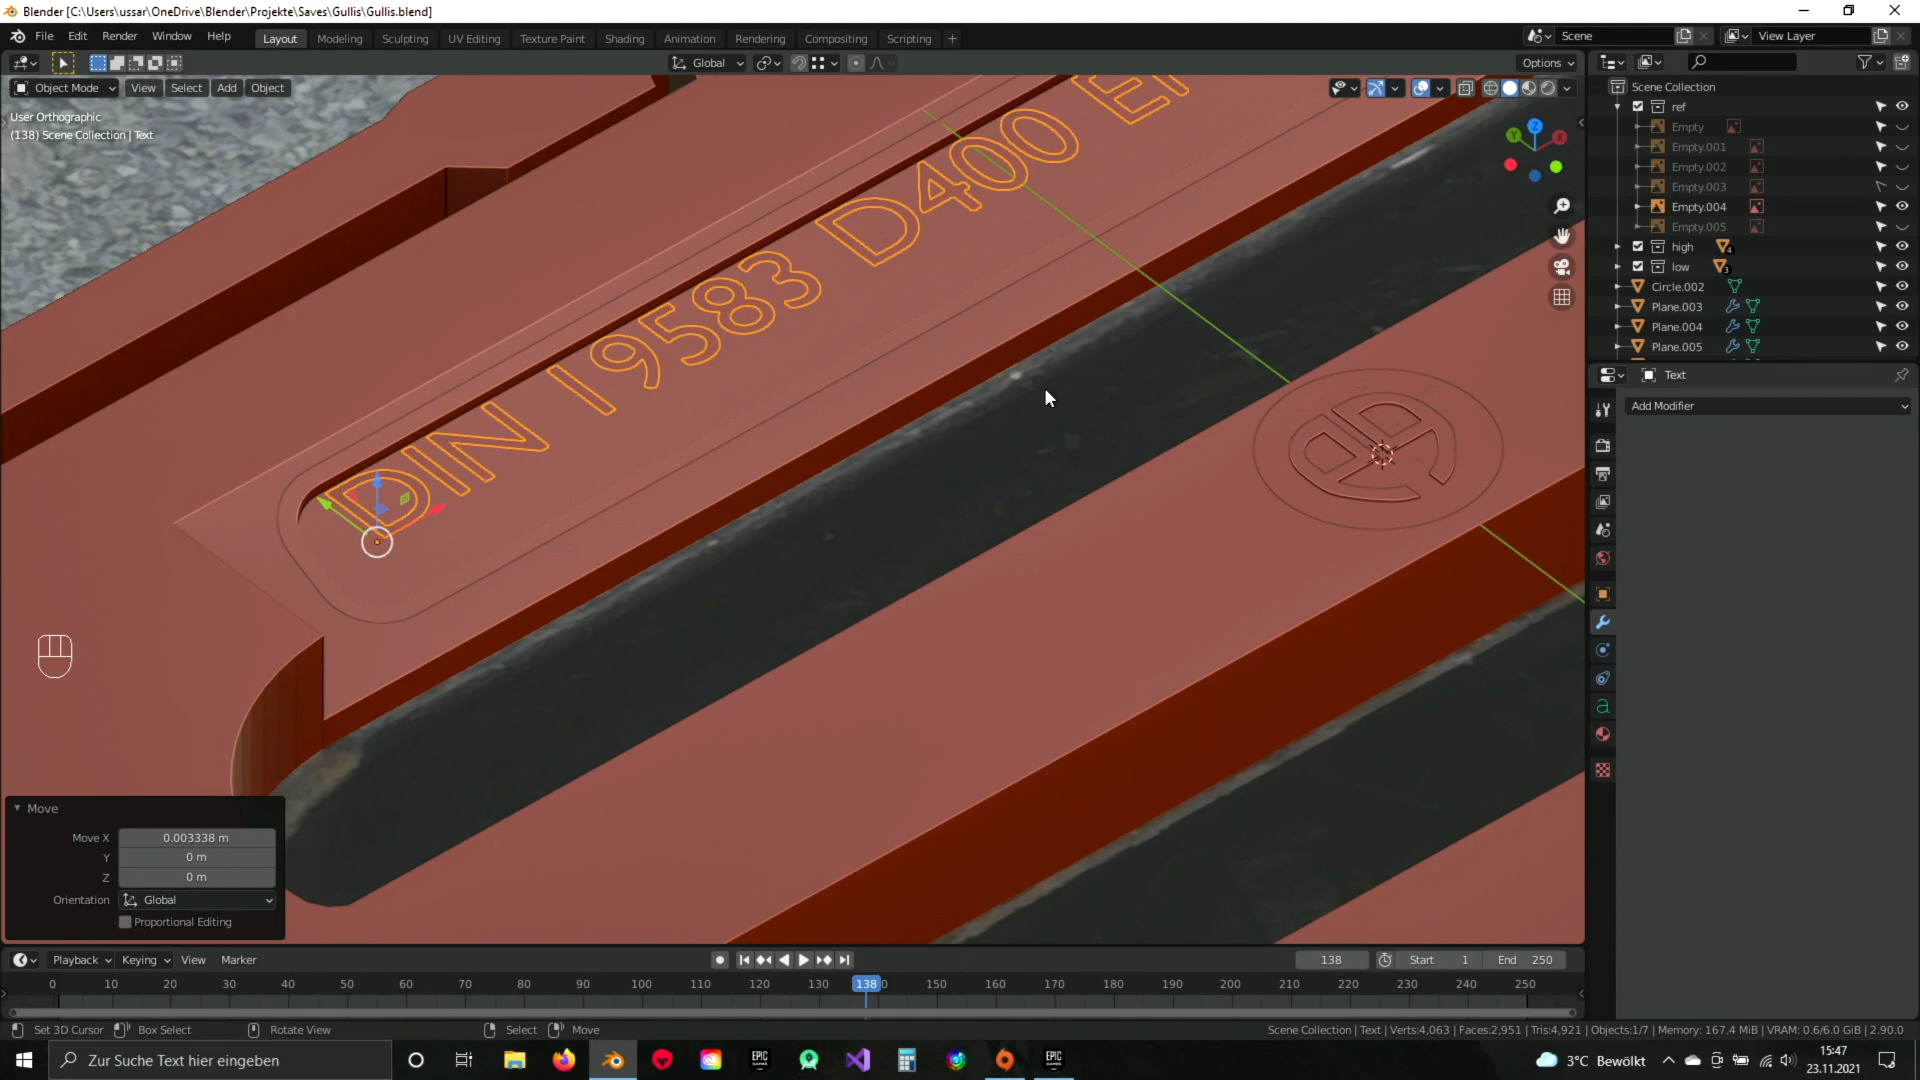 Blender [C:\Users\ussar\OneDrive\Blender\Projekte\Saves\Gullis\Gullis.blend]
File Edit Render Window Help
Layout Modeling Sculpting UV Editing Texture Paint Shading Animation Rendering Compositing Scripting +
Scene
View Layer
Global
Options
Object Mode View Select Add Object
User Orthographic
(138) Scene Collection | Text
DIN 19583 D400
Z
Y
X
Scene Collection
ref
Empty
Empty.001
Empty.002
Empty.003
Empty.004
Empty.005
high 4
low 3
Circle.002
Plane.003
Plane.004
Plane.005
Text
Add Modifier
Move
Move X 0.003338 m
Y 0 m
Z 0 m
Orientation Global
Proportional Editing
Playback Keying View Marker
138 Start 1 End 250
0 10 20 30 40 50 60 70 80 90 100 110 120 130 138 150 160 170 180 190 200 210 220 230 240 250
Set 3D Cursor Box Select Rotate View Select Move
Scene Collection | Text | Verts:4,063 | Faces:2,951 | Tris:4,921 | Objects:1/7 | Memory: 167.4 MiB | VRAM: 0.6/6.0 GiB | 2.90.0
Zur Suche Text hier eingeben
EPIC GAMES
EPIC GAMES
3°C Bewölkt
15:47
23.11.2021